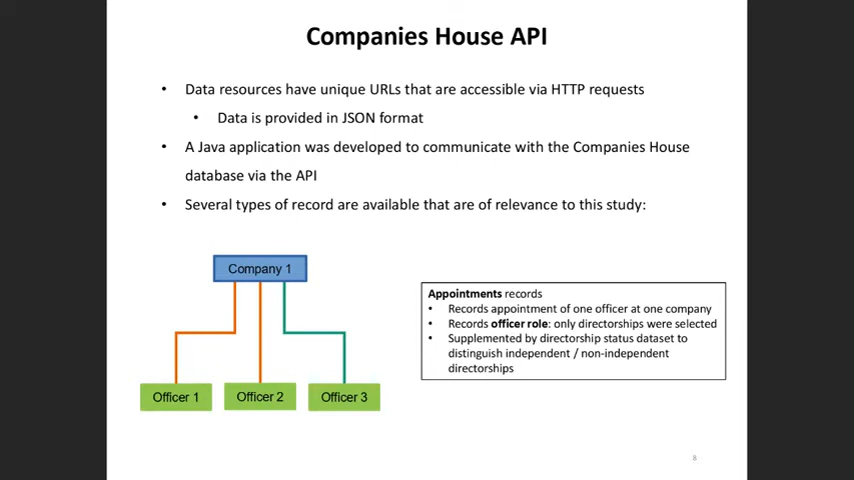 Companies House API
• Data resources have unique URLs that are accessible via HTTP requests
• Data is provided in JSON format
• A Java application was developed to communicate with the Companies House
database via the API
• Several types of record are available that are of relevance to this study:
Company 1
Officer 1
Officer 2
Officer 3
Appointments records
• Records appointment of one officer at one company
• Records officer role: only directorships were selected
• Supplemented by directorship status dataset to
distinguish independent / non-independent
directorships
8